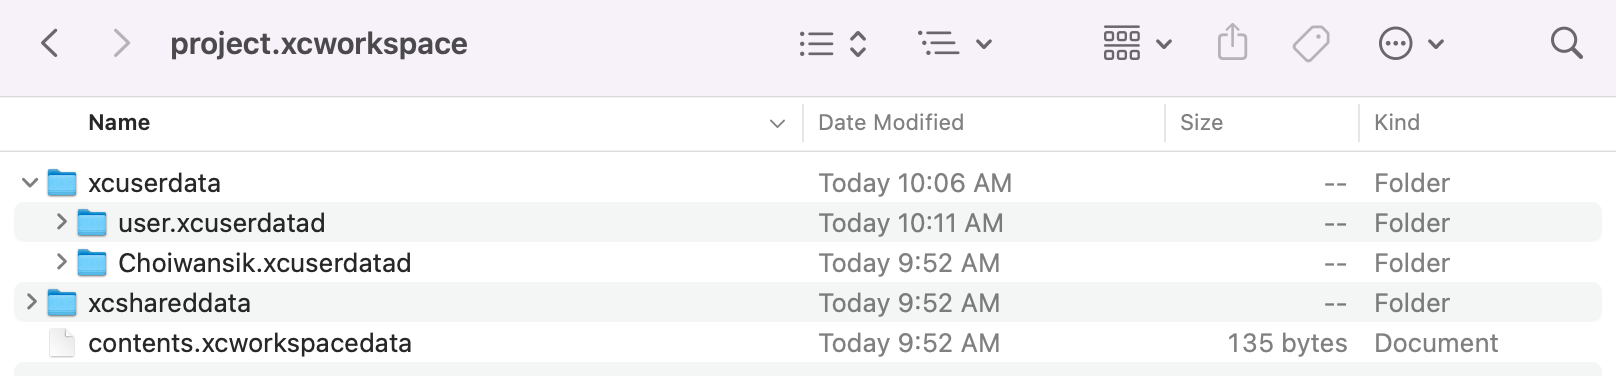 project.xcworkspace
Name Date Modified Size Kind
xcuserdata Today 10:06 AM -- Folder
user.xcuserdatad Today 10:11 AM -- Folder
Choiwansik.xcuserdatad Today 9:52 AM -- Folder
xcshareddata Today 9:52 AM -- Folder
contents.xcworkspacedata Today 9:52 AM 135 bytes Document